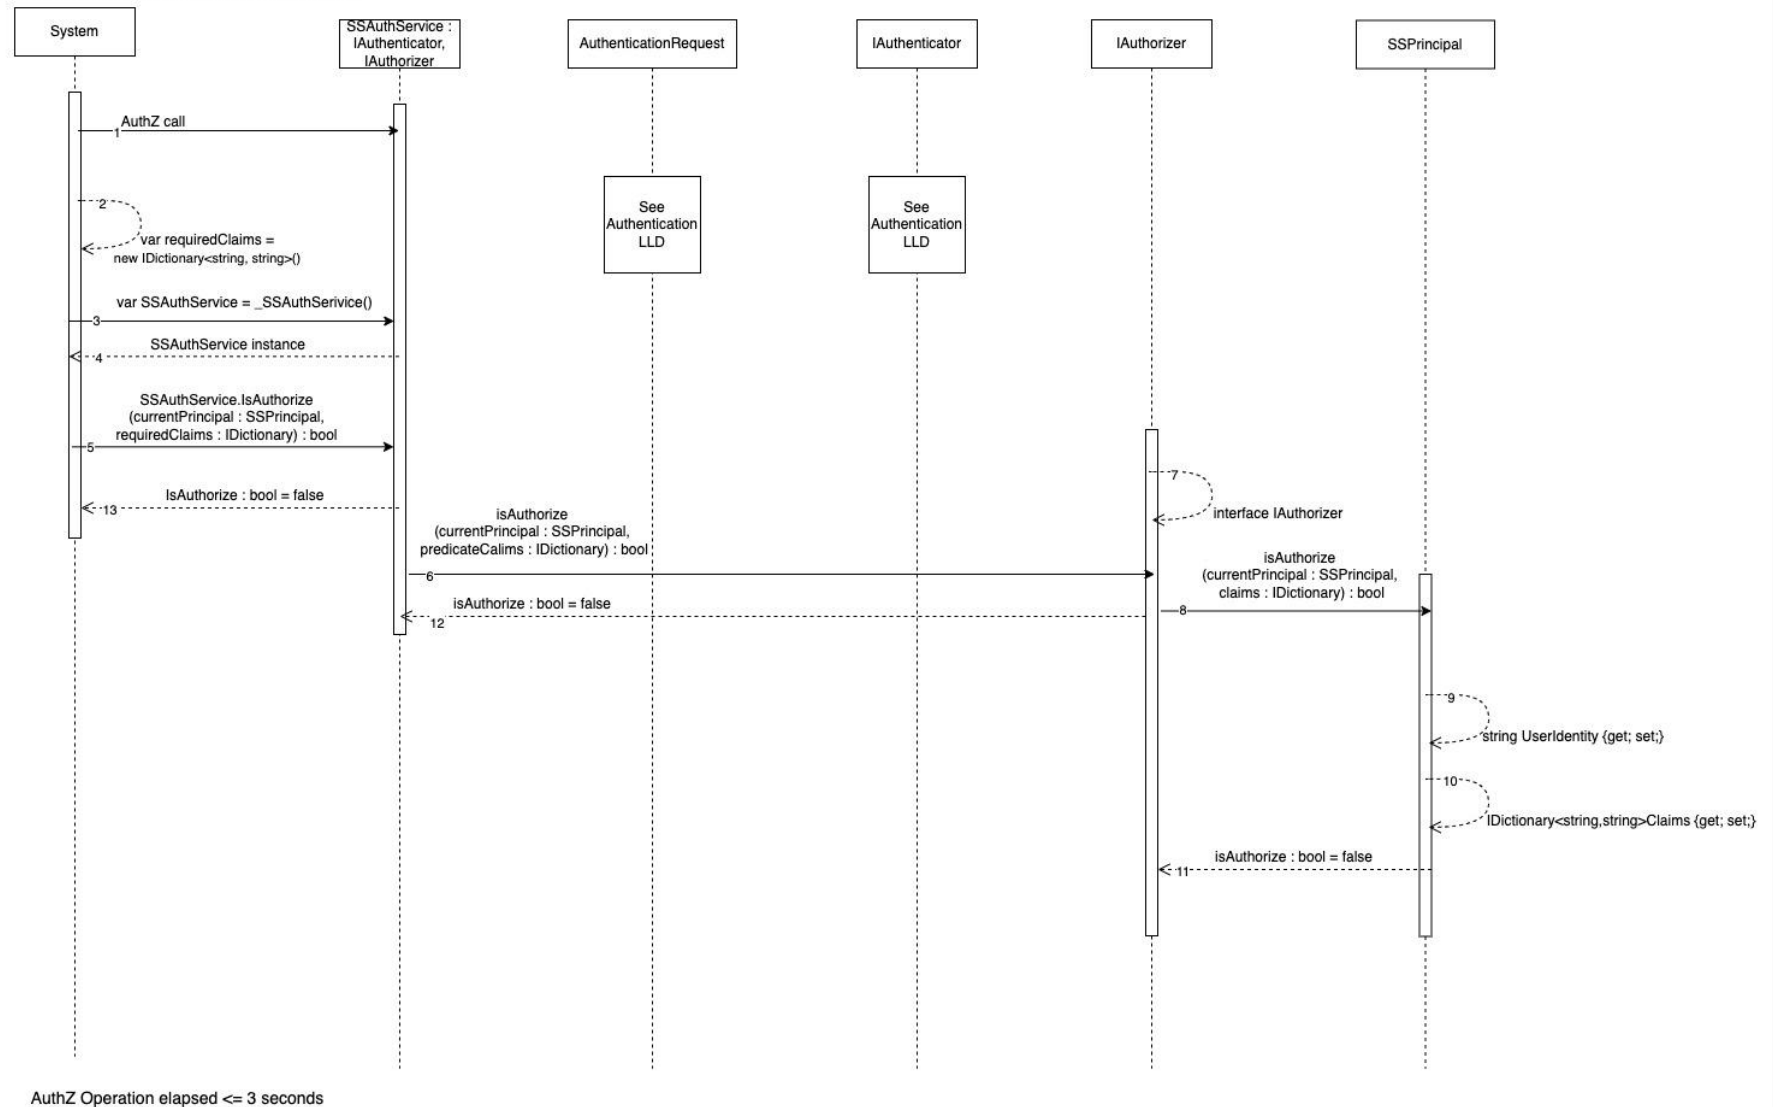 System
SSAuthService :
IAuthenticator,
IAuthorizer
AuthenticationRequest
IAuthenticator
IAuthorizer
SSPrincipal
1
AuthZ call
See
Authentication
LLD
See
Authentication
LLD
2
var requiredClaims =
new IDictionary<string, string>()
var SSAuthService = _SSAuthSerivice()
3
SSAuthService instance
4
SSAuthService.IsAuthorize
(currentPrincipal : SSPrincipal,
requiredClaims : IDictionary) : bool
5
IsAuthorize : bool = false
13
isAuthorize
(currentPrincipal : SSPrincipal,
predicateCalims : IDictionary) : bool
6
isAuthorize : bool = false
12
7
interface IAuthorizer
isAuthorize
(currentPrincipal : SSPrincipal,
claims : IDictionary) : bool
8
9
string UserIdentity {get; set;}
10
IDictionary<string,string>Claims {get; set;}
isAuthorize : bool = false
11
AuthZ Operation elapsed <= 3 seconds